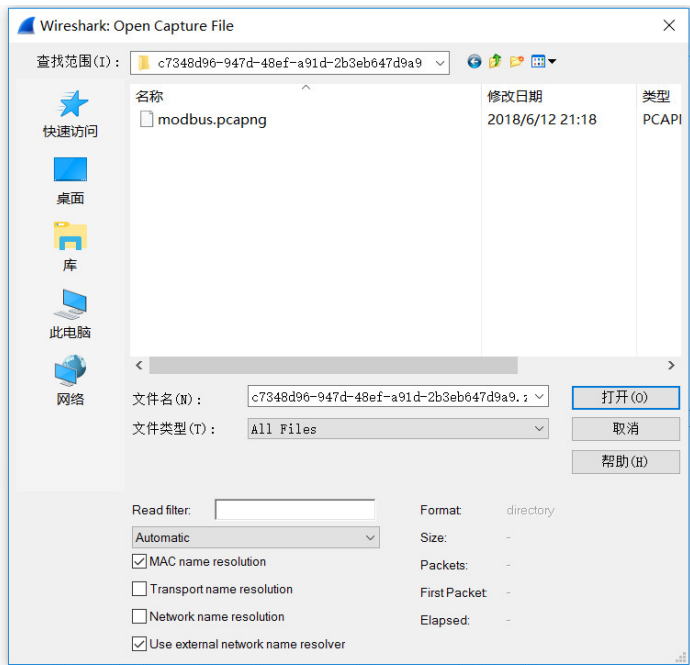 Wireshark: Open Capture File
查找范围(I):
c7348d96-947d-48ef-a91d-2b3eb647d9a9
快速访问
桌面
库
此电脑
网络
名称 修改日期 类型
modbus.pcapng 2018/6/12 21:18 PCAPI
文件名(N): c7348d96-947d-48ef-a91d-2b3eb647d9a9.z
打开(O)
文件类型(T): All Files
取消
帮助(H)
Read filter:
Automatic
MAC name resolution
Transport name resolution
Network name resolution
Use external network name resolver
Format: directory
Size: -
Packets: -
First Packet: -
Elapsed: -